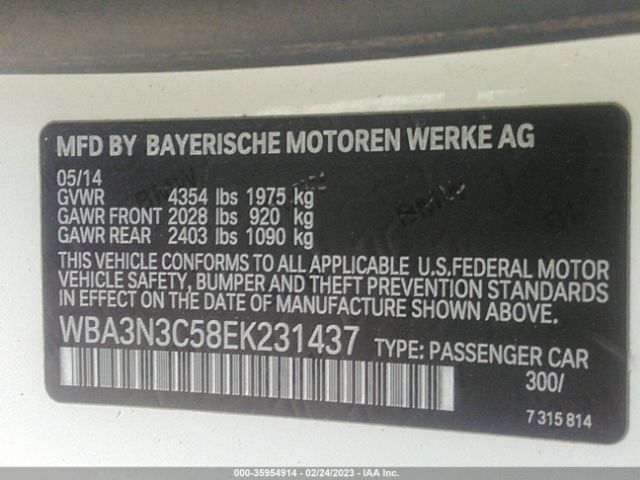 MFD BY BAYERISCHE MOTOREN WERKE AG
05/14
GVWR 4354 lbs 1975 kg
GAWR FRONT 2028 lbs 920 kg
GAWR REAR 2403 lbs 1090 kg
THIS VEHICLE CONFORMS TO ALL APPLICABLE U.S.FEDERAL MOTOR
VEHICLE SAFETY, BUMPER AND THEFT PREVENTION STANDARDS
IN EFFECT ON THE DATE OF MANUFACTURE SHOWN ABOVE.
WBA3N3C58EK231437 TYPE: PASSENGER CAR
300/
7 315 814
000-35954914 - 02/24/2023 - IAA Inc.